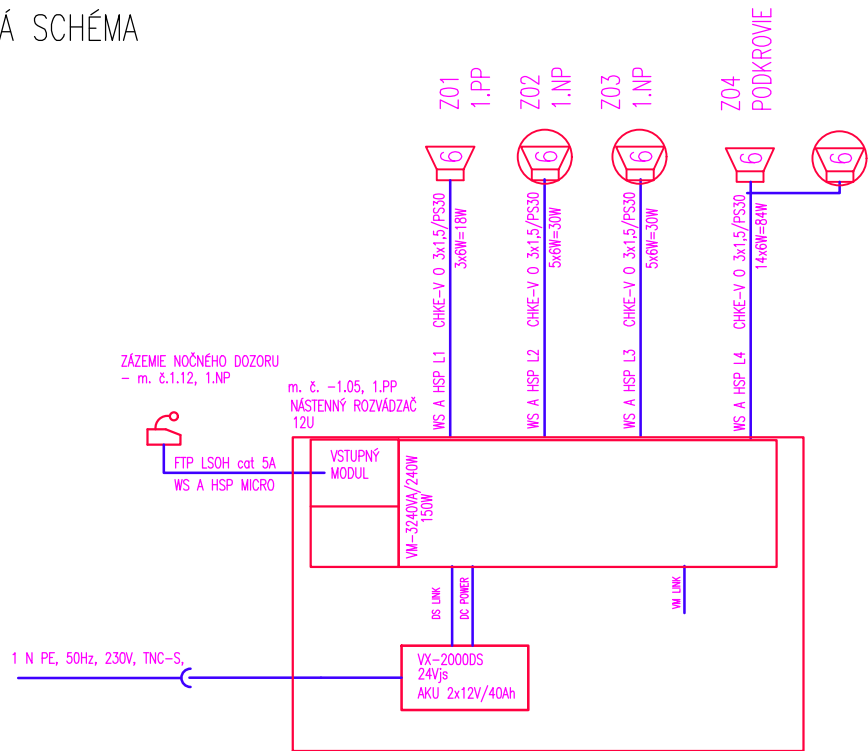 Á SCHÉMA
Z01
1.PP
Z02
1.NP
Z03
1.NP
Z04
PODKROVIE
6
6
6
6
6
WS A HSP L1 CHKE-V O 3x1,5/PS30
3x6W=18W
WS A HSP L2 CHKE-V O 3x1,5/PS30
5x6W=30W
WS A HSP L3 CHKE-V O 3x1,5/PS30
5x6W=30W
WS A HSP L4 CHKE-V O 3x1,5/PS30
14x6W=84W
ZÁZEMIE NOČNÉHO DOZORU
- m. č.1.12, 1.NP
m. č. -1.05, 1.PP
NÁSTENNÝ ROZVÁDZAČ
12U
FTP LSOH cat 5A
WS A HSP MICRO
VSTUPNÝ
MODUL
VM-3240VA/240W
150W
DS LINK
DC POWER
VM LINK
1 N PE, 50Hz, 230V, TNC-S,
VX-2000DS
24Vjs
AKU 2x12V/40Ah